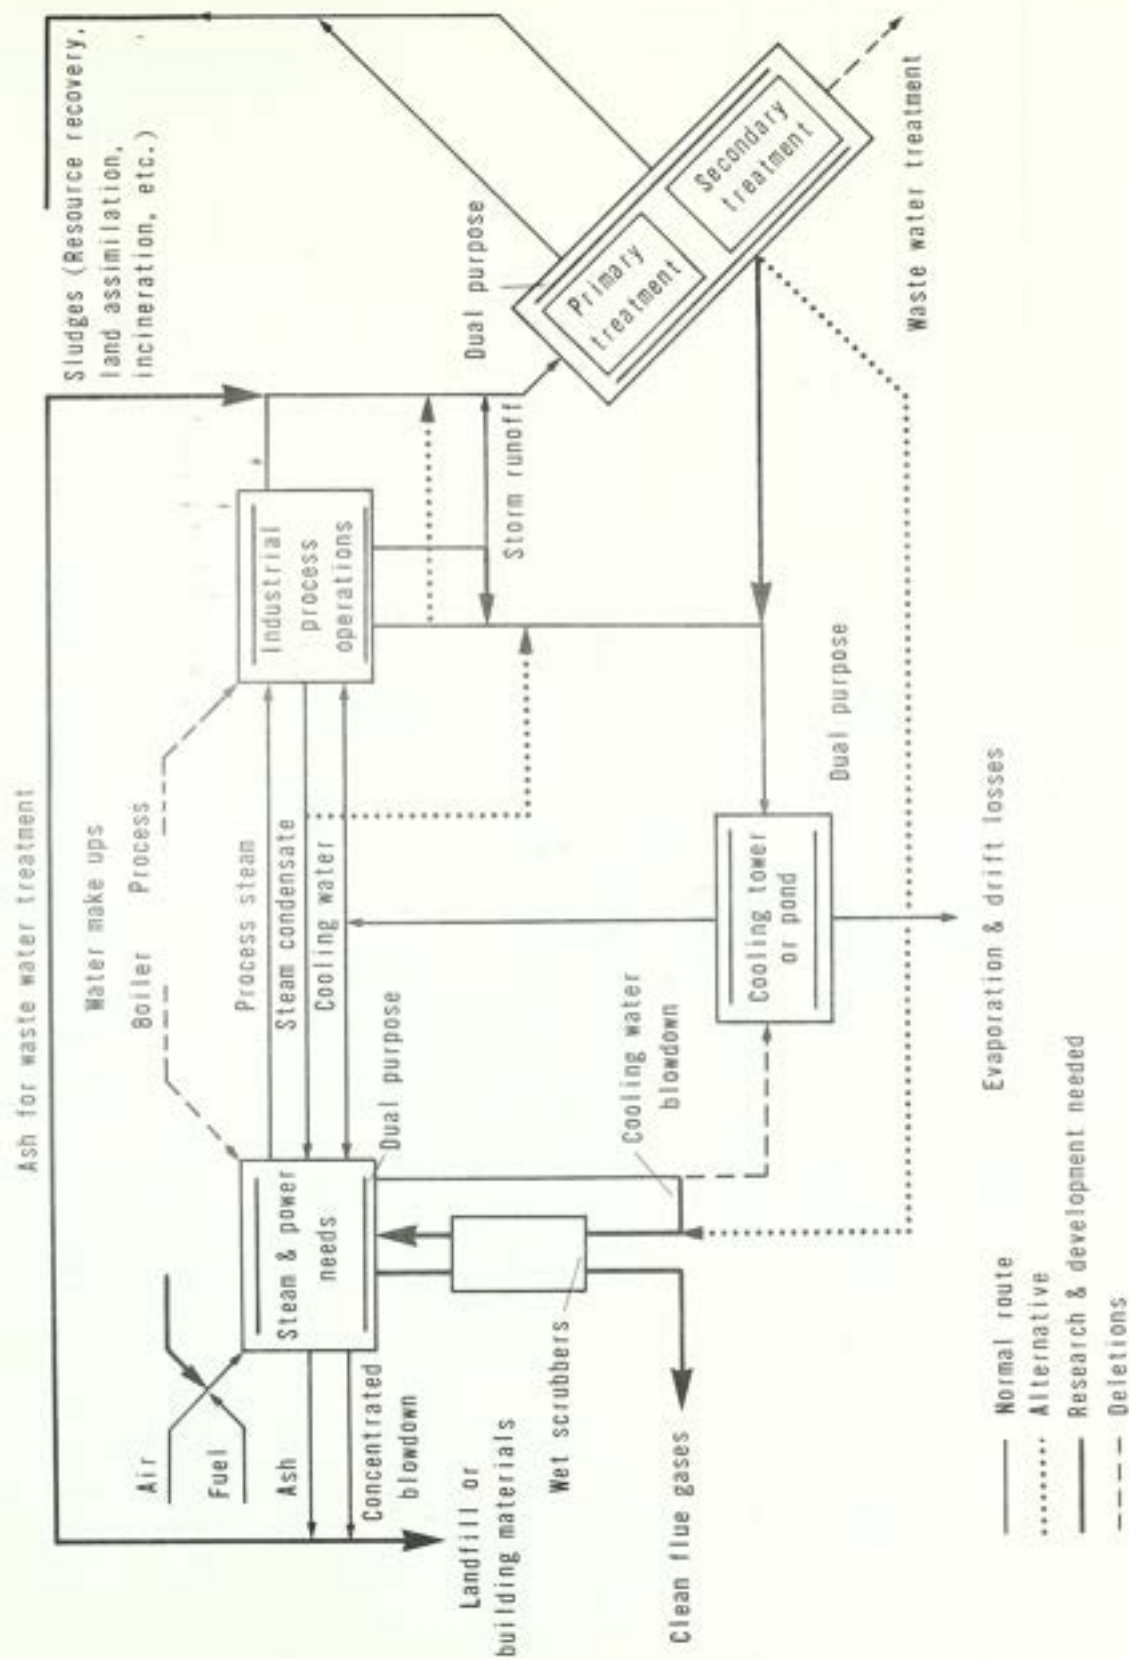 Ash for waste water treatment
Sludges (Resource recovery,
land assimilation,
incineration, etc.)
Water make ups
Boiler Process
Air
Fuel
Ash
Concentrated
blowdown
Landfill or
building materials
Steam & power
needs
Process steam
Steam condensate
Cooling water
Dual purpose
Industrial
process
operations
Storm runoff
Dual purpose
Primary
treatment
Secondary
treatment
Waste water treatment
Wet scrubbers
Clean flue gases
Cooling water
blowdown
Cooling tower
or pond
Dual purpose
Evaporation & drift losses
Normal route
Alternative
Research & development needed
Deletions